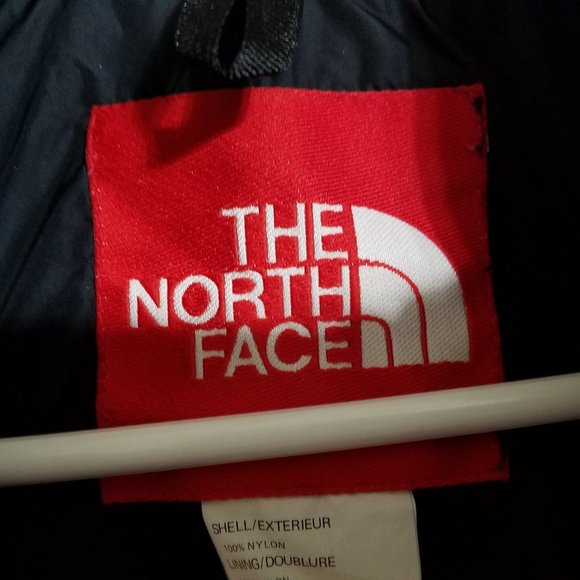 THE
NORTH
FACE
SHELL/EXTERIEUR
100% NYLON
LINING/DOUBLURE